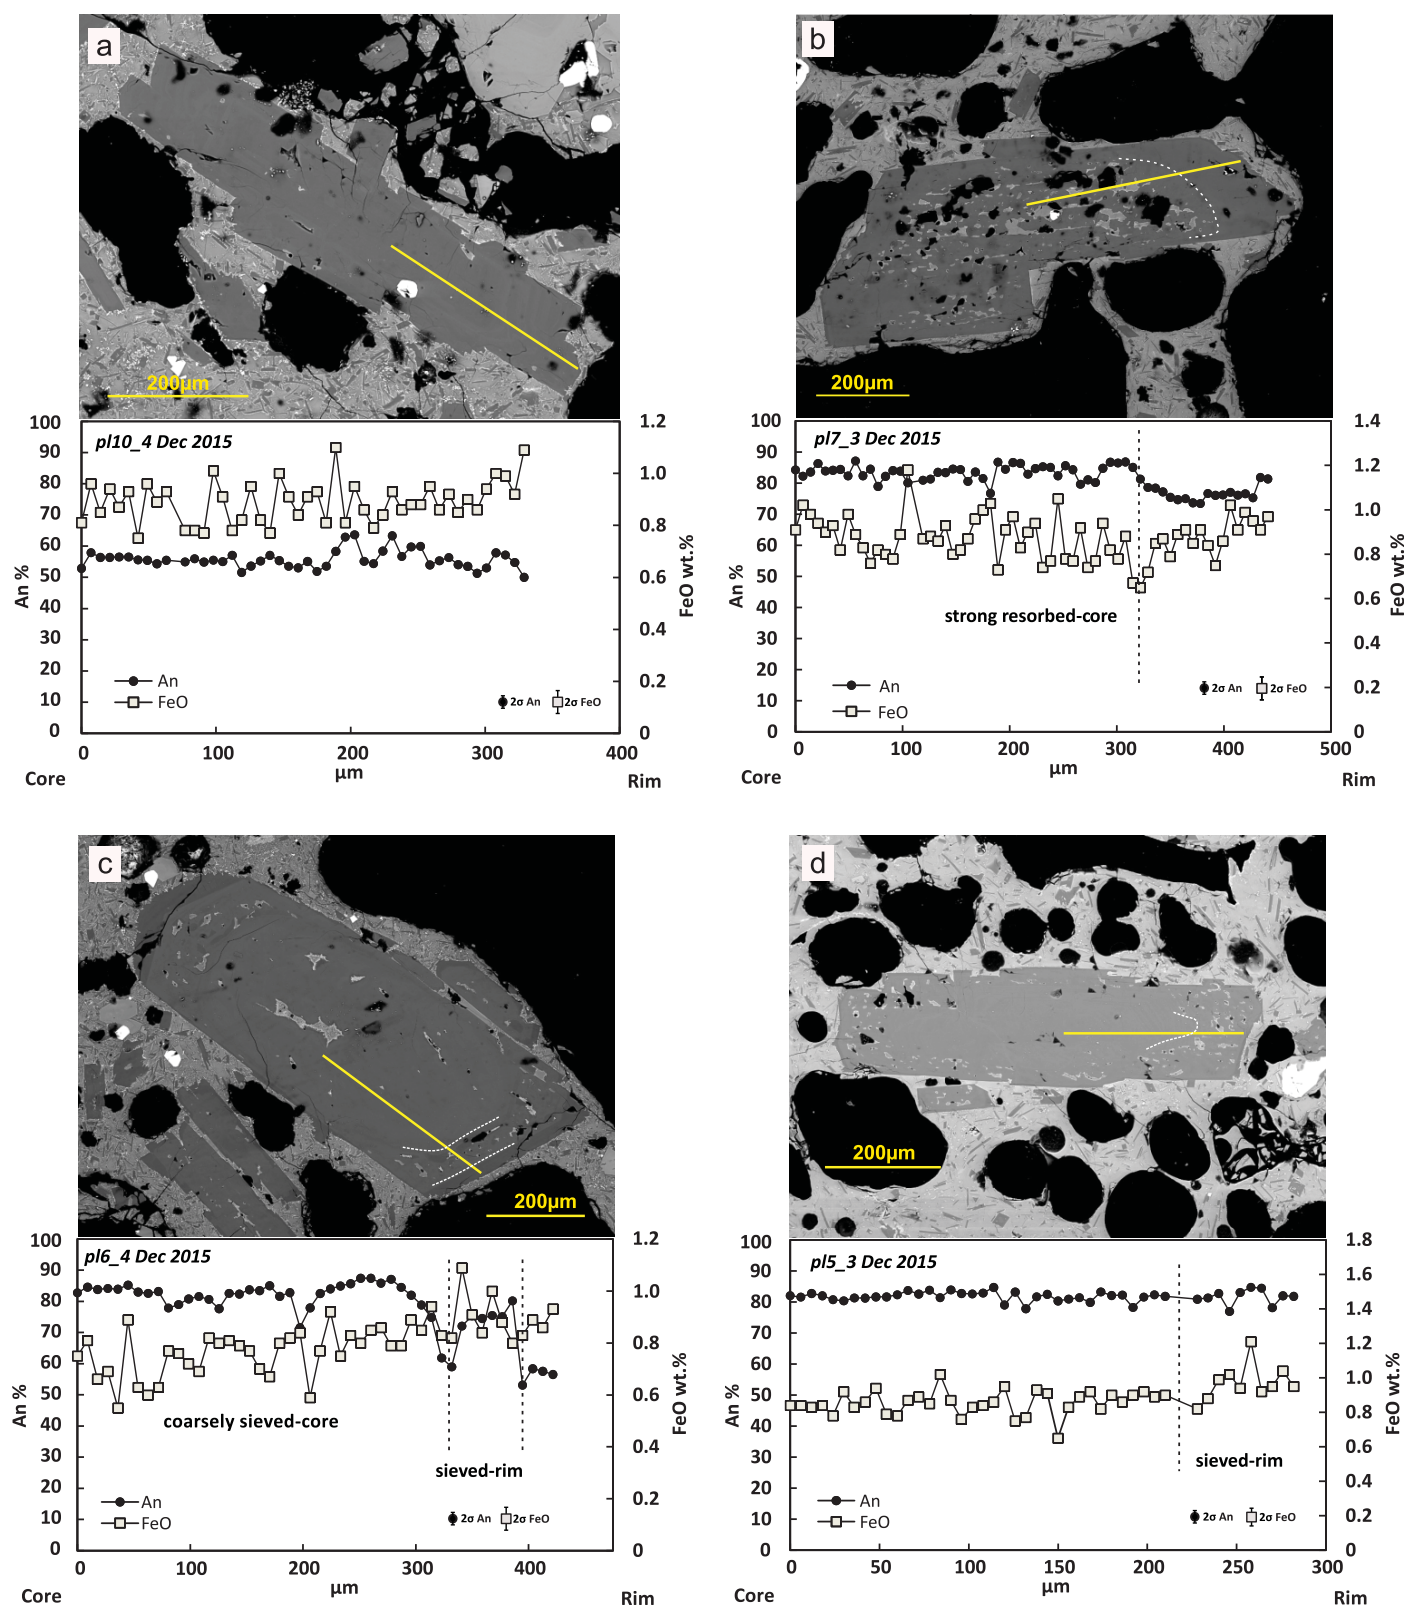 a
200µm
100
90
80
70
60
50
40
30
20
10
0
An %
pl10_4 Dec 2015
An
FeO
2σ An
2σ FeO
1.2
1.0
0.8
0.6
0.4
0.2
0
FeO wt.%
0
100
200
300
400
µm
Core
Rim
b
200µm
100
90
80
70
60
50
40
30
20
10
0
An %
pl7_3 Dec 2015
strong resorbed-core
An
FeO
2σ An
2σ FeO
1.4
1.2
1.0
0.8
0.6
0.4
0.2
0
FeO wt.%
0
100
200
300
400
500
µm
Core
Rim
c
200µm
100
90
80
70
60
50
40
30
20
10
0
An %
pl6_4 Dec 2015
coarsely sieved-core
sieved-rim
An
FeO
2σ An
2σ FeO
1.2
1.0
0.8
0.6
0.4
0.2
0
FeO wt.%
0
100
200
300
400
µm
Core
Rim
d
200µm
100
90
80
70
60
50
40
30
20
10
0
An %
pl5_3 Dec 2015
sieved-rim
An
FeO
2σ An
2σ FeO
1.8
1.6
1.4
1.2
1.0
0.8
0.6
0.4
0.2
0
FeO wt.%
0
50
100
150
200
250
300
µm
Core
Rim